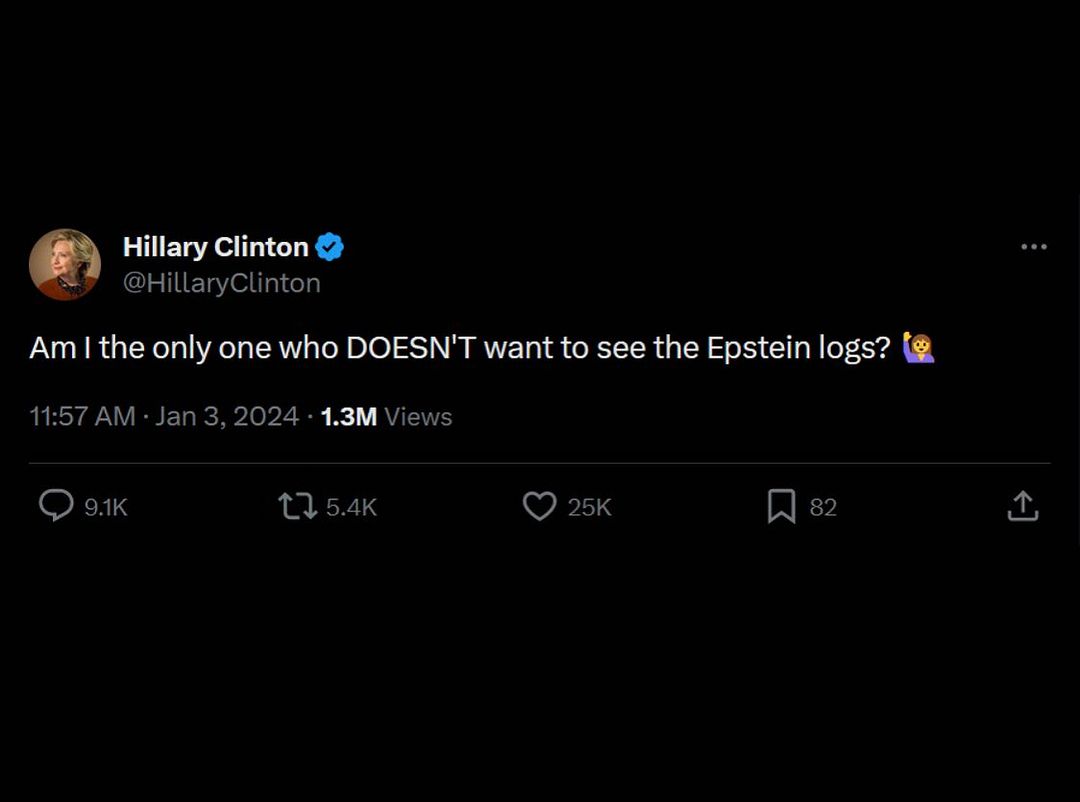 Hillary Clinton
@HillaryClinton
Am I the only one who DOESN'T want to see the Epstein logs? 🙋‍♀️
11:57 AM · Jan 3, 2024 · 1.3M Views
9.1K 5.4K 25K 82